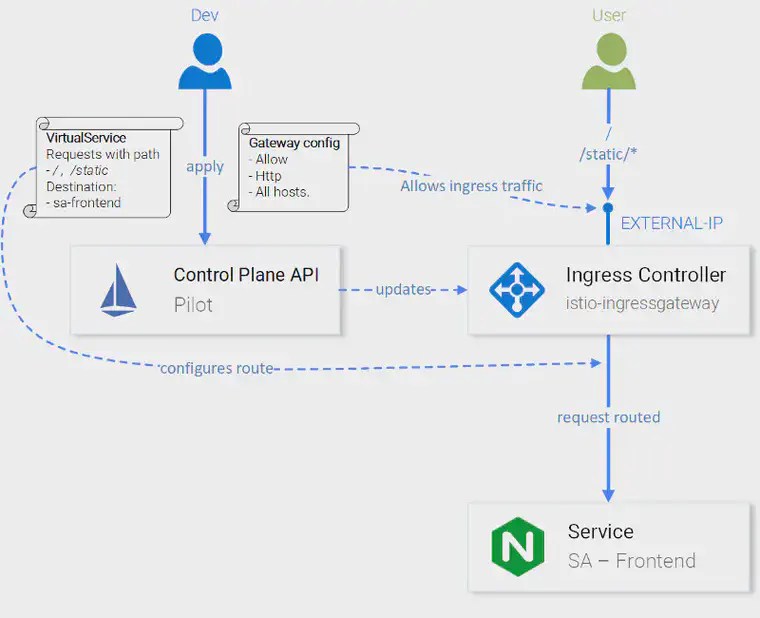 Dev
User
VirtualService
Requests with path
- /, /static
Destination:
- sa-frontend
apply
Gateway config
- Allow
- Http
- All hosts.
/
/static/*
Allows ingress traffic
EXTERNAL-IP
Control Plane API
Pilot
updates
Ingress Controller
istio-ingressgateway
configures route
request routed
N
Service
SA – Frontend